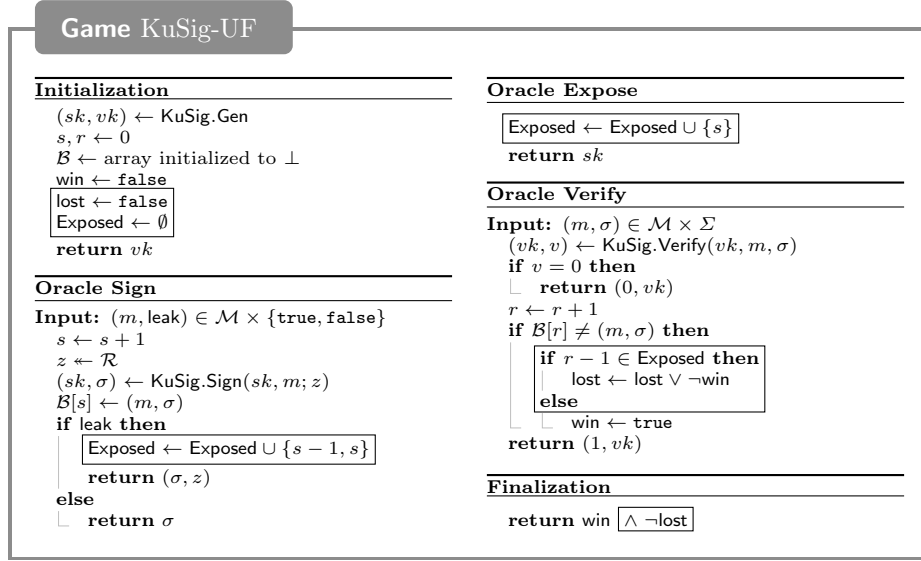 Game KuSig-UF
Initialization
(sk, vk) ← KuSig.Gen
s, r ← 0
ℬ ← array initialized to ⊥
win ← false
lost ← false
Exposed ← ∅
return vk
Oracle Sign
Input: (m, leak) ∈ ℳ × {true, false}
s ← s + 1
z ↞ ℛ
(sk, σ) ← KuSig.Sign(sk, m; z)
ℬ[s] ← (m, σ)
if leak then
Exposed ← Exposed ∪ {s − 1, s}
return (σ, z)
else
return σ
Oracle Expose
Exposed ← Exposed ∪ {s}
return sk
Oracle Verify
Input: (m, σ) ∈ ℳ × Σ
(vk, v) ← KuSig.Verify(vk, m, σ)
if v = 0 then
return (0, vk)
r ← r + 1
if ℬ[r] ≠ (m, σ) then
if r − 1 ∈ Exposed then
lost ← lost ∨ ¬win
else
win ← true
return (1, vk)
Finalization
return win ∧ ¬lost